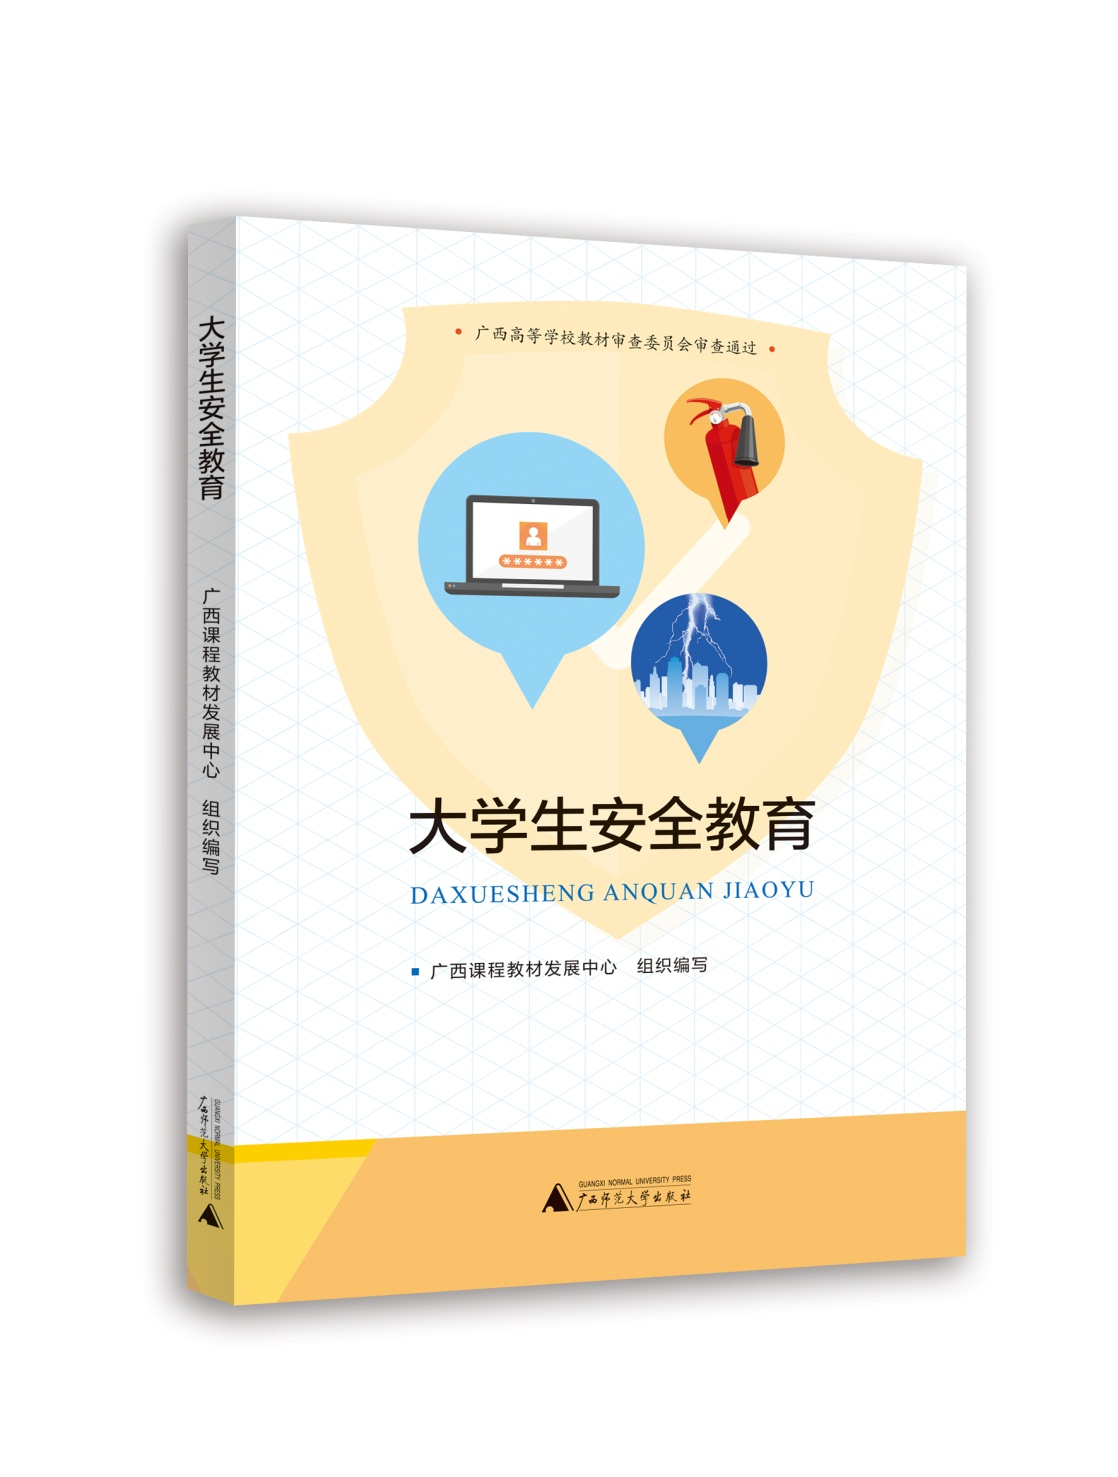 大学生安全教育
广西课程教材发展中心 组织编写
广西师范大学出版社
GUANGXI NORMAL UNIVERSITY PRESS
• 广西高等学校教材审查委员会审查通过 •
******
大学生安全教育
DAXUESHENG ANQUAN JIAOYU
▪ 广西课程教材发展中心 组织编写
GUANGXI NORMAL UNIVERSITY PRESS
广西师范大学出版社